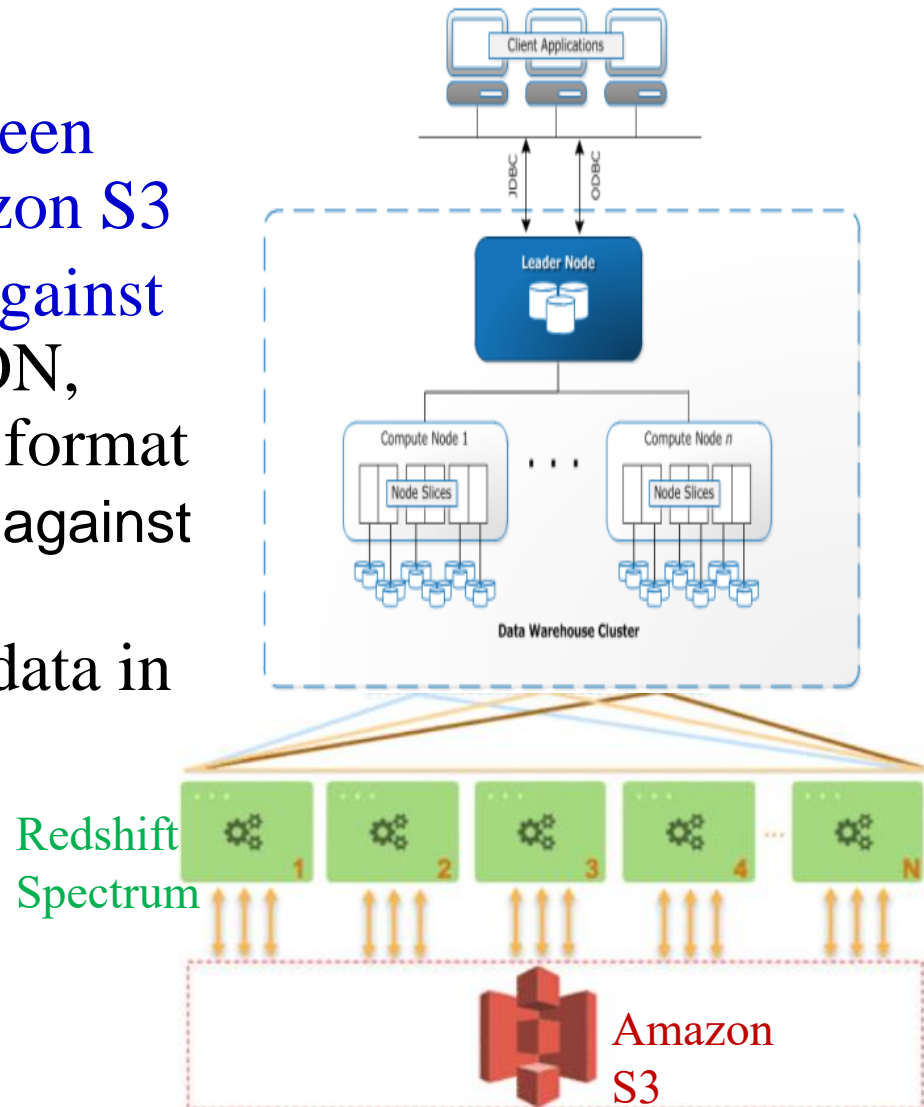 een
zon S3
gainst
ON,
format
against
data in
Client Applications
JDBC
ODBC
Leader Node
Compute Node 1
Compute Node n
. . .
Node Slices
Node Slices
Data Warehouse Cluster
Redshift
Spectrum
1
2
3
4
...
N
Amazon
S3